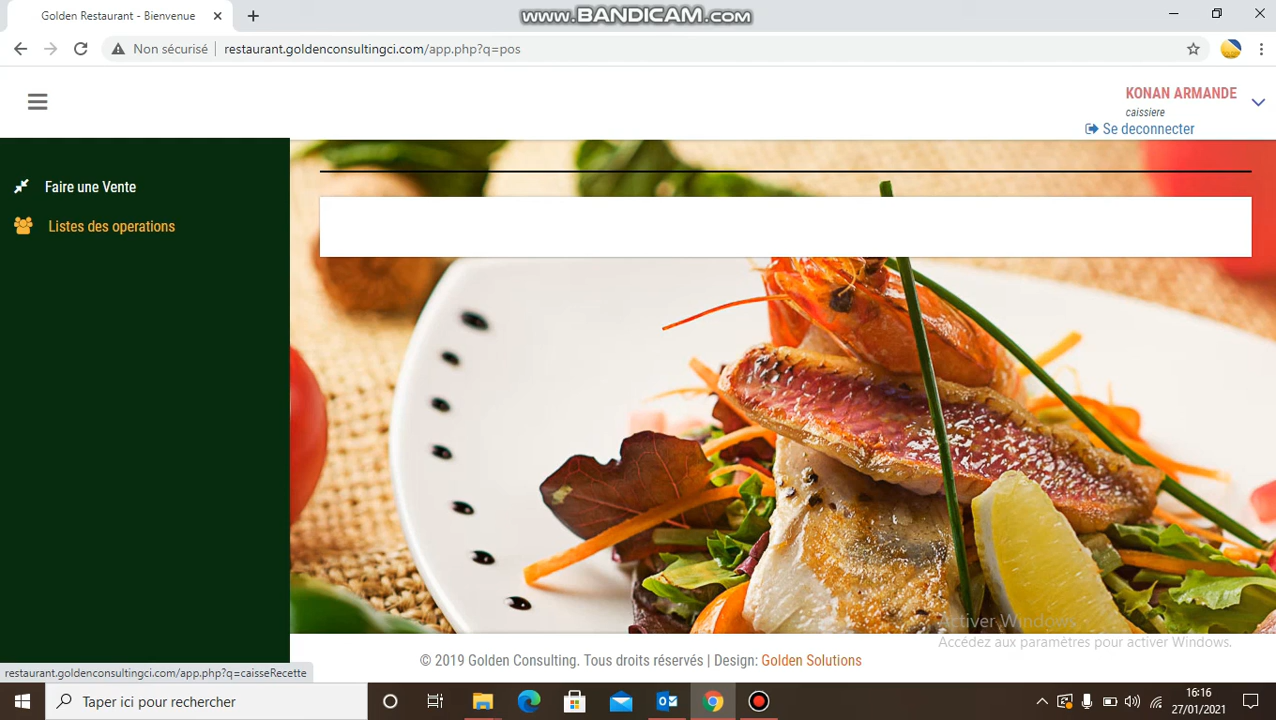 Golden Restaurant - Bienvenue
www.BANDICAM.com
Non sécurisé
restaurant.goldenconsultingci.com/app.php?q=pos
KONAN ARMANDE
caissiere
Se deconnecter
Faire une Vente
Listes des operations
Activer Windows
Accédez aux paramètres pour activer Windows.
© 2019 Golden Consulting. Tous droits réservés | Design: Golden Solutions
restaurant.goldenconsultingci.com/app.php?q=caisseRecette
Taper ici pour rechercher
16:16
27/01/2021